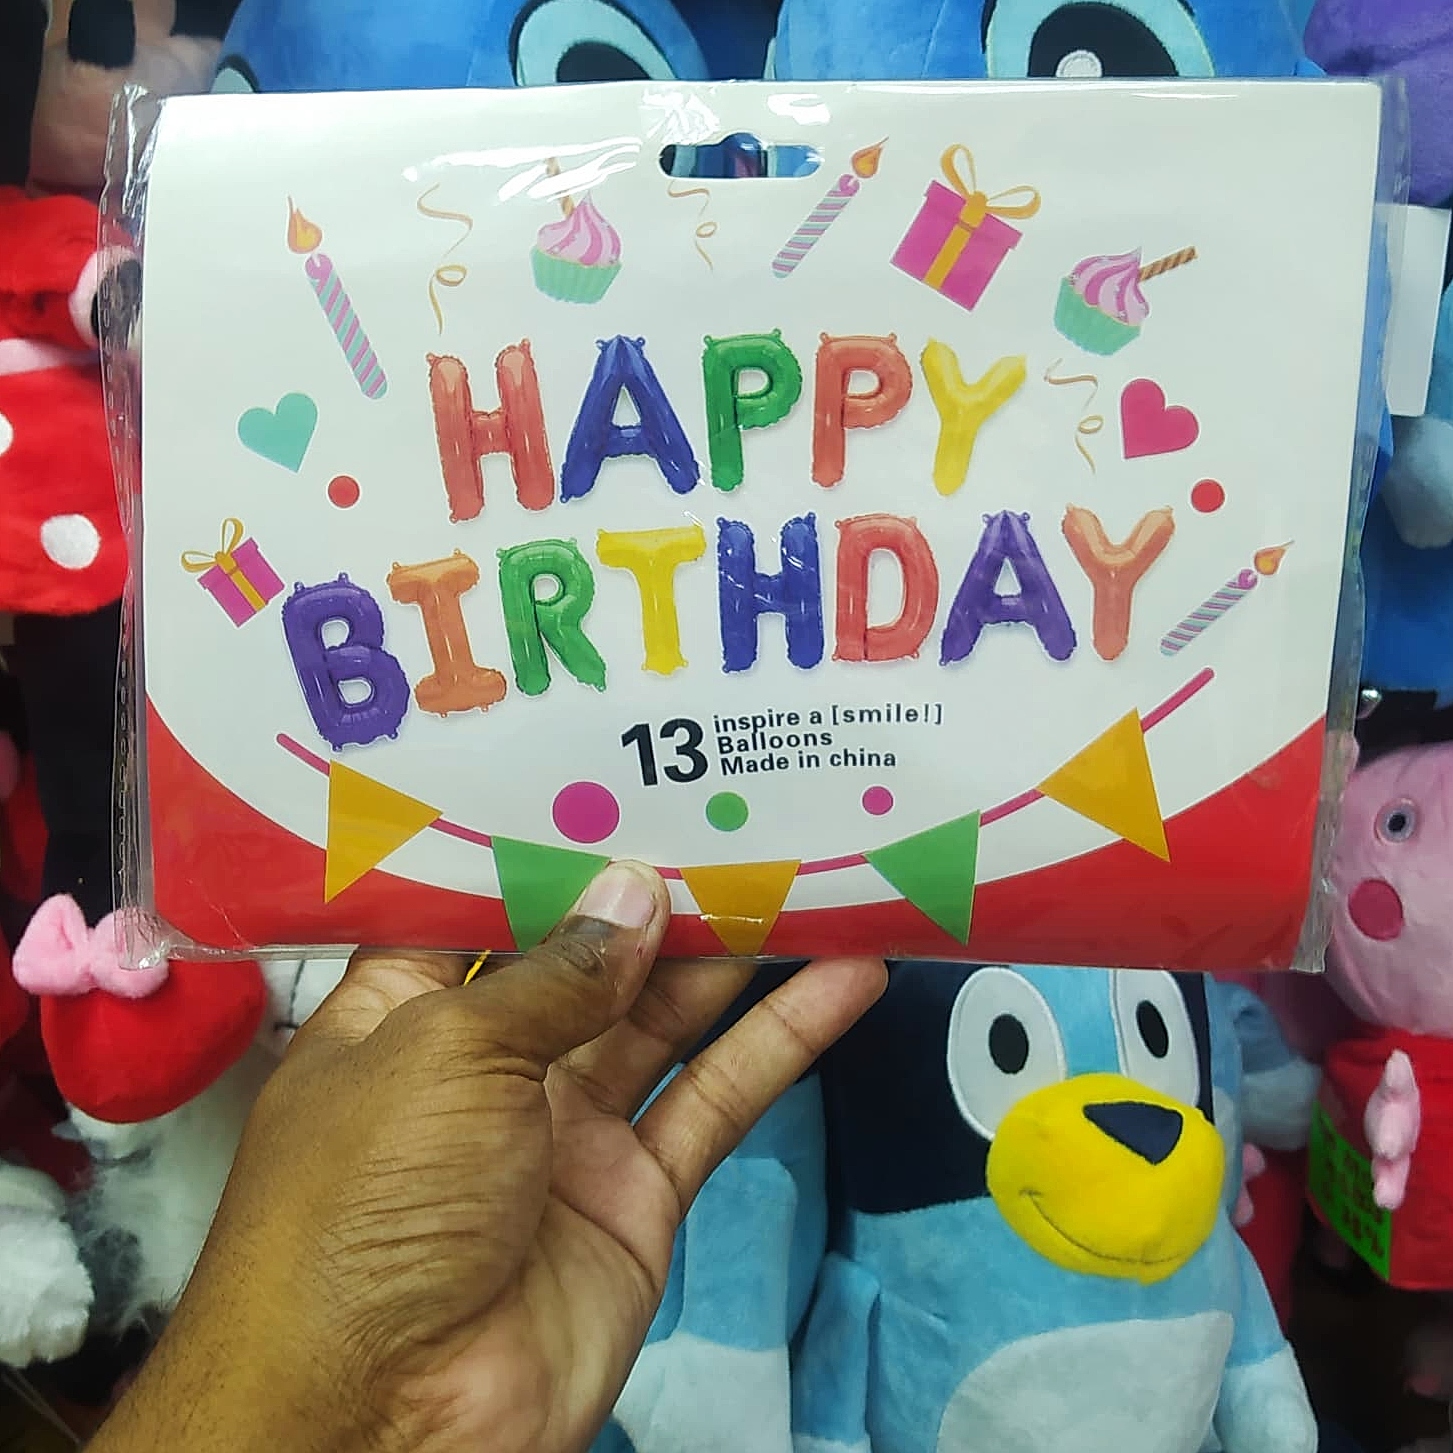 HAPPY
BIRTHDAY
13
inspire a [smile!]
Balloons
Made in china